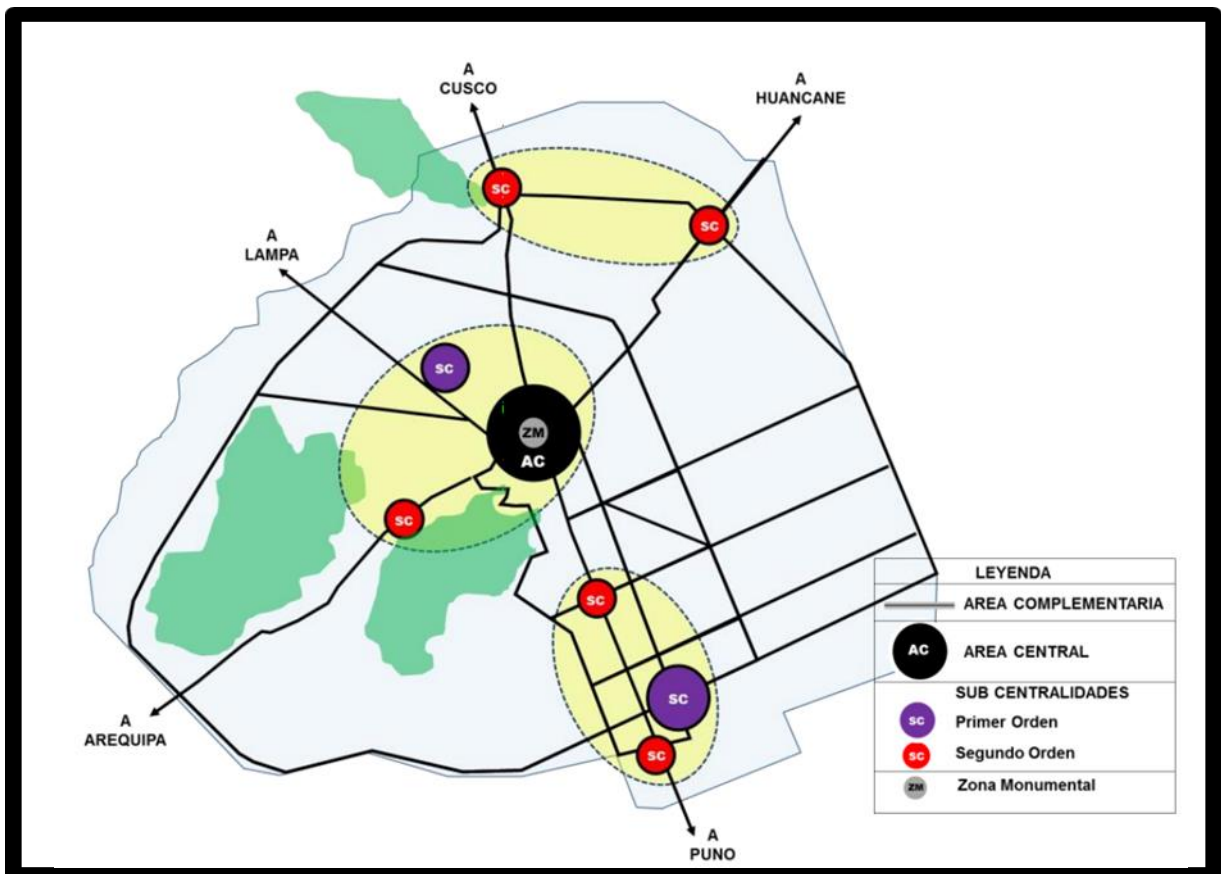 A
CUSCO
A
HUANCANE
SC
SC
A
LAMPA
SC
ZM
AC
SC
SC
SC
SC
A
AREQUIPA
A
PUNO
LEYENDA
AREA COMPLEMENTARIA
AC
AREA CENTRAL
SUB CENTRALIDADES
SC
Primer Orden
SC
Segundo Orden
ZM
Zona Monumental